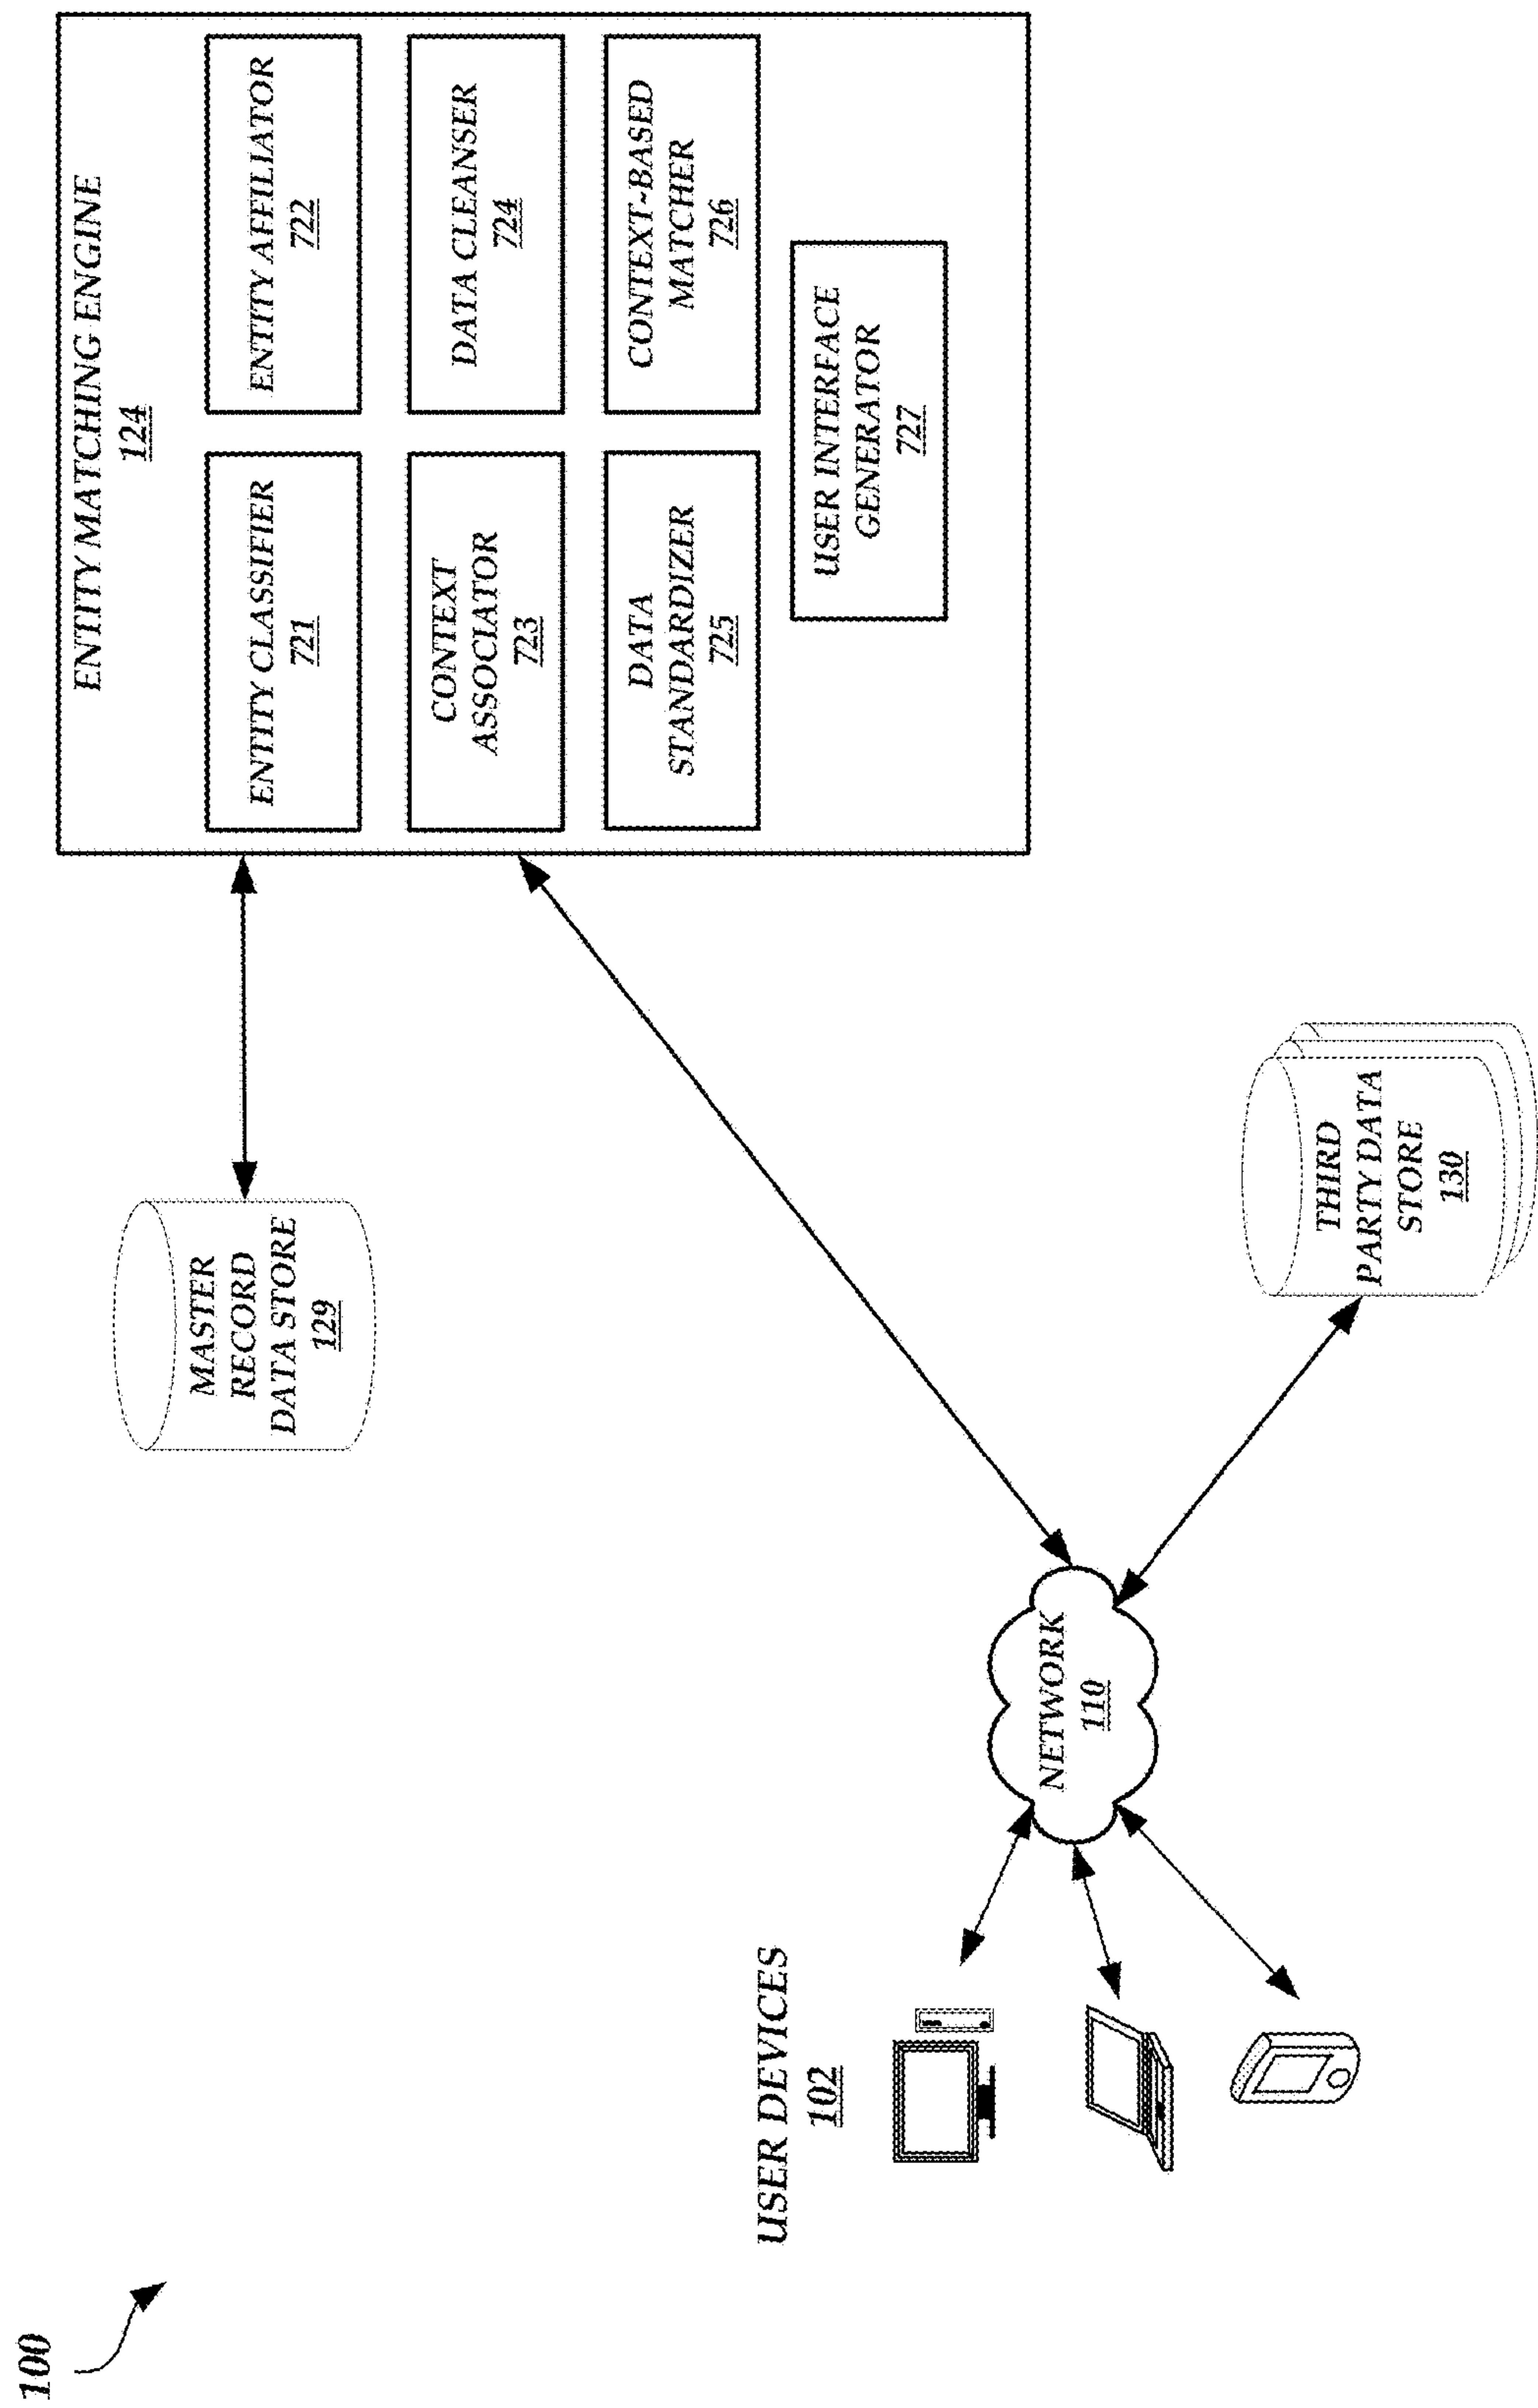 100
USER DEVICES
102
NETWORK
110
MASTER
RECORD
DATA STORE
129
THIRD
PARTY DATA
STORE
130
ENTITY MATCHING ENGINE
124
ENTITY CLASSIFIER
721
ENTITY AFFILIATOR
722
CONTEXT
ASSOCIATOR
723
DATA CLEANSER
724
DATA
STANDARDIZER
725
CONTEXT-BASED
MATCHER
726
USER INTERFACE
GENERATOR
727